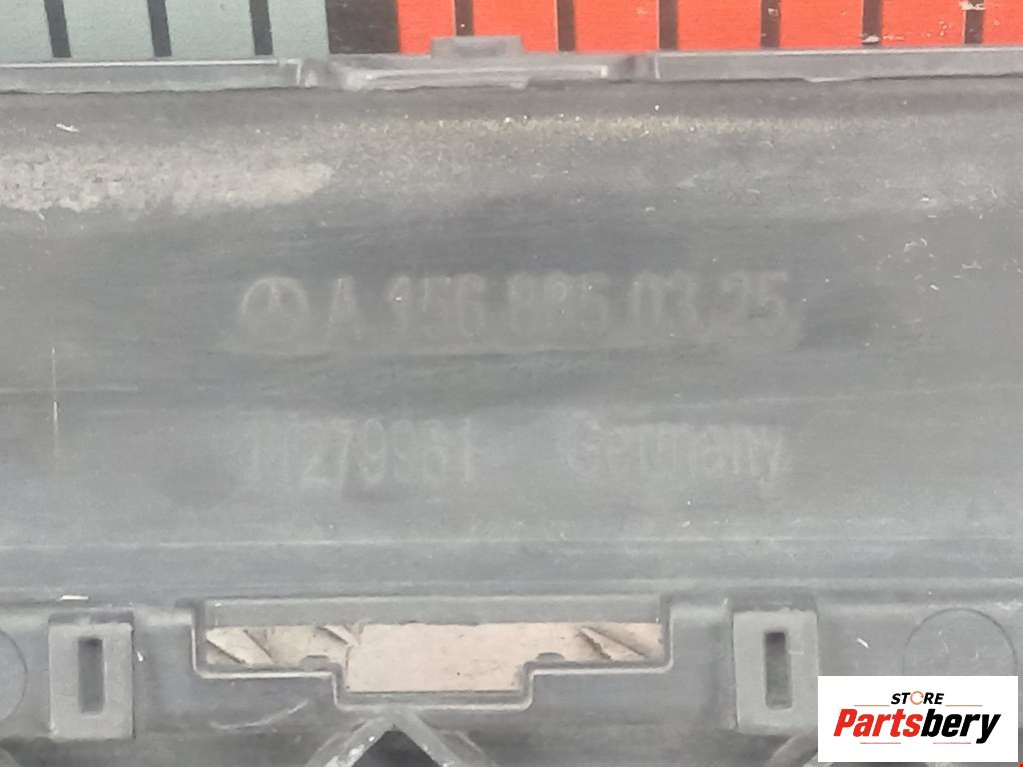 A 156 885 03 25
Germany
STORE
Partsbery